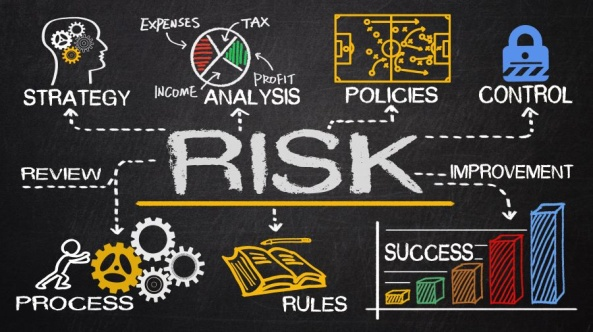 EXPENSES
TAX
INCOME
PROFIT
STRATEGY
ANALYSIS
POLICIES
CONTROL
RISK
REVIEW
IMPROVEMENT
SUCCESS
PROCESS
RULES